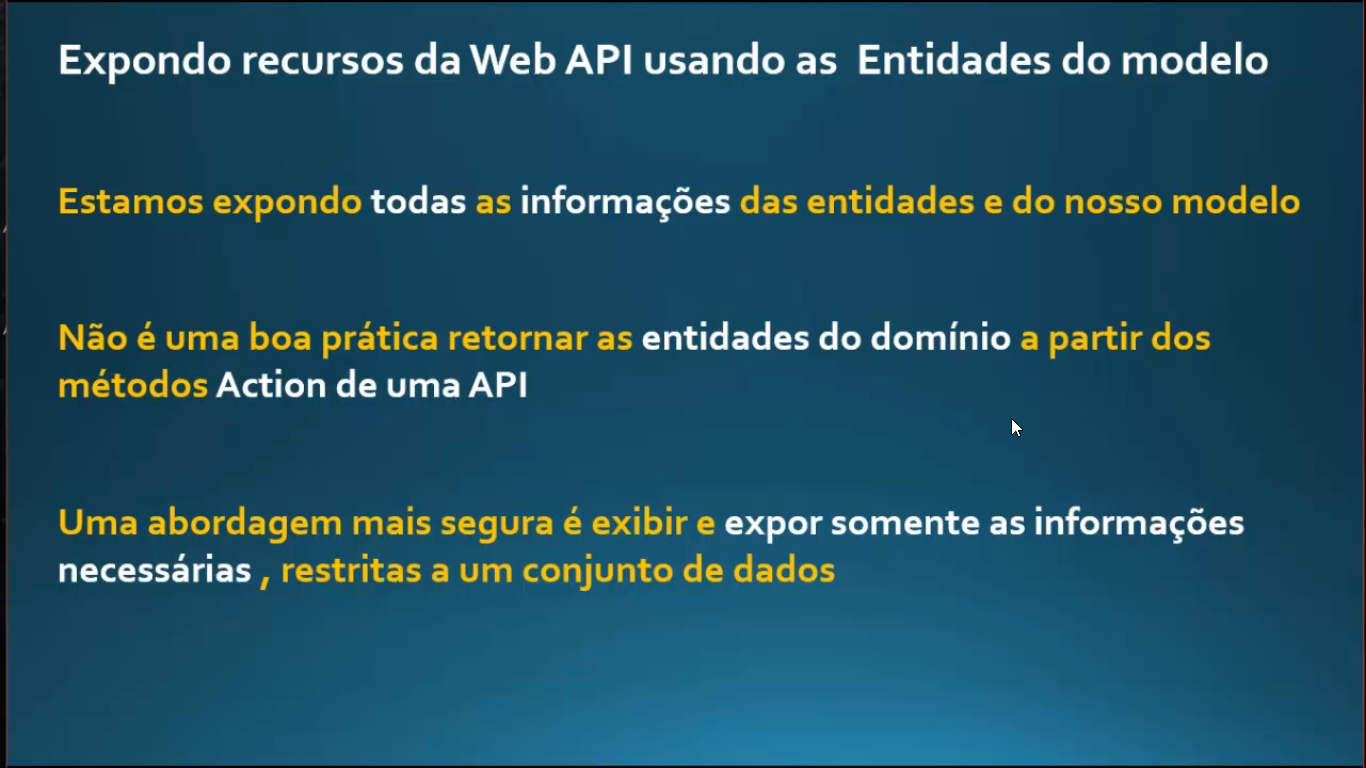 Expondo recursos da Web API usando as Entidades do modelo
Estamos expondo todas as informações das entidades e do nosso modelo
Não é uma boa prática retornar as entidades do domínio a partir dos
métodos Action de uma API
Uma abordagem mais segura é exibir e expor somente as informações
necessárias , restritas a um conjunto de dados